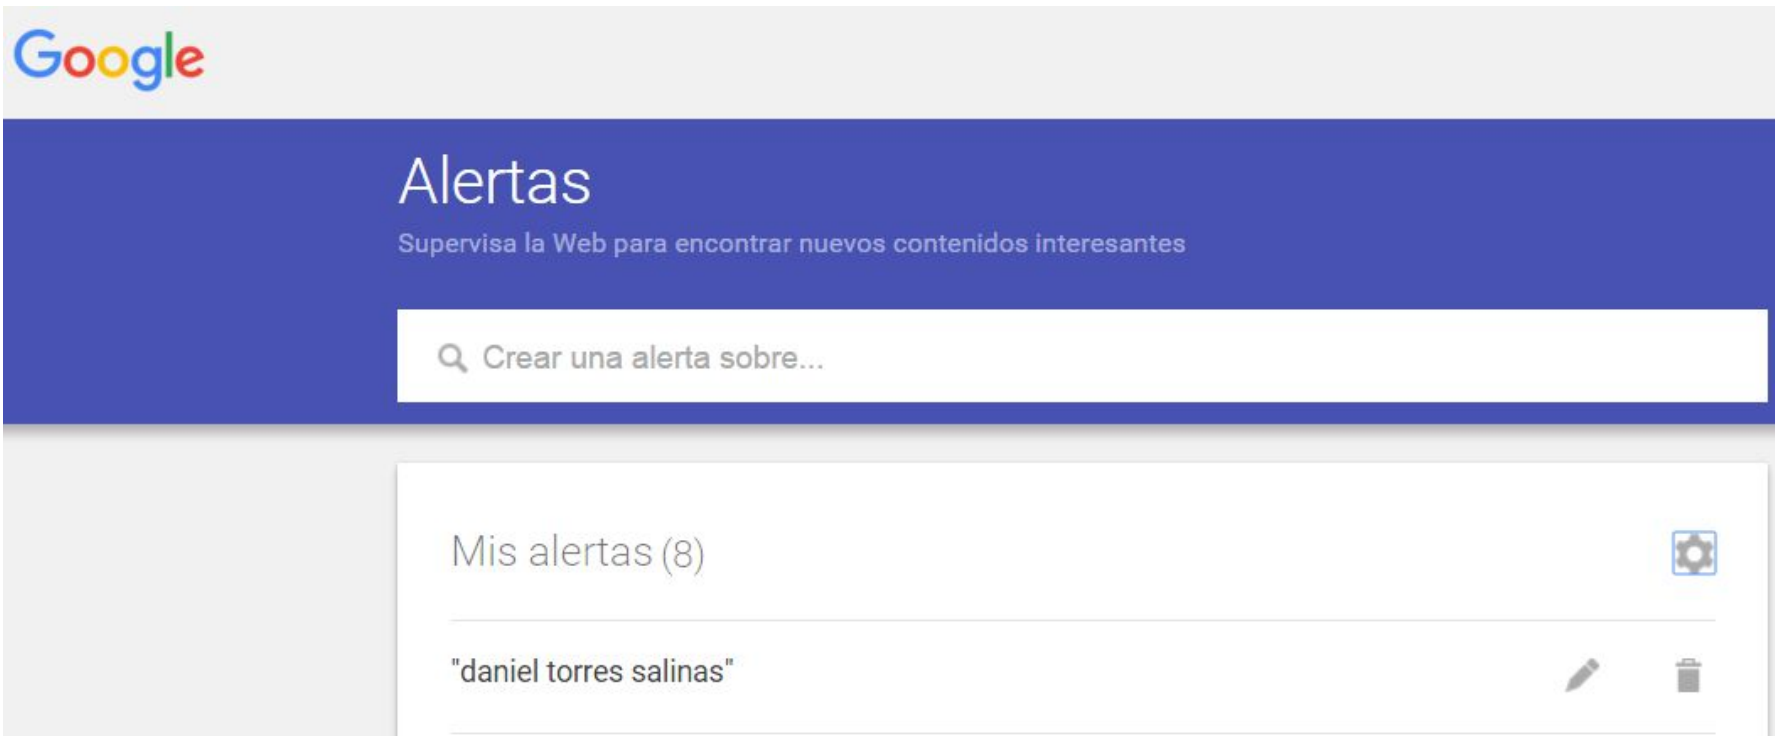 Google
Alertas
Supervisa la Web para encontrar nuevos contenidos interesantes
Crear una alerta sobre...
Mis alertas (8)
"daniel torres salinas"